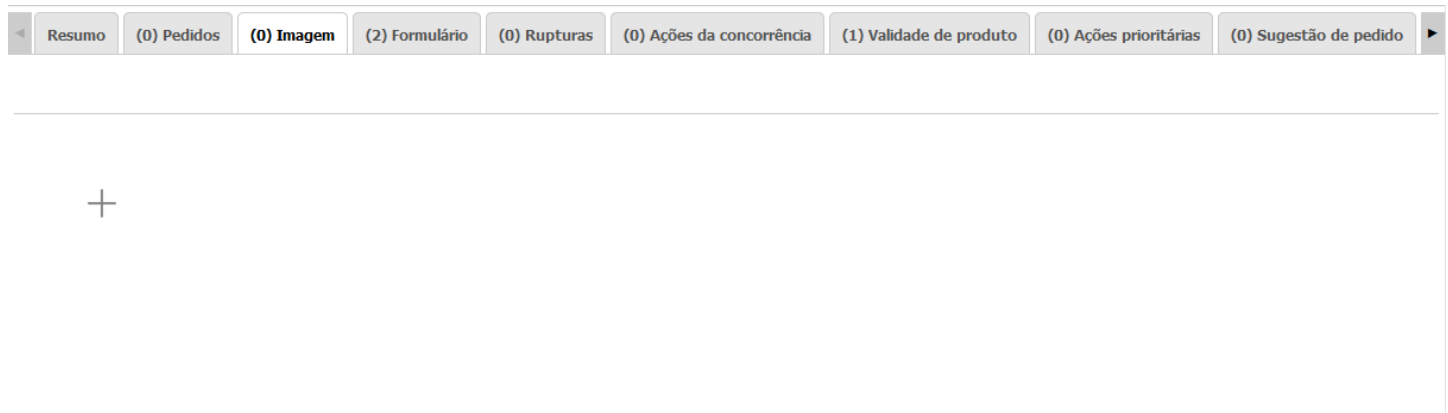 Resumo (0) Pedidos (0) Imagem (2) Formulário (0) Rupturas (0) Ações da concorrência (1) Validade de produto (0) Ações prioritárias (0) Sugestão de pedido